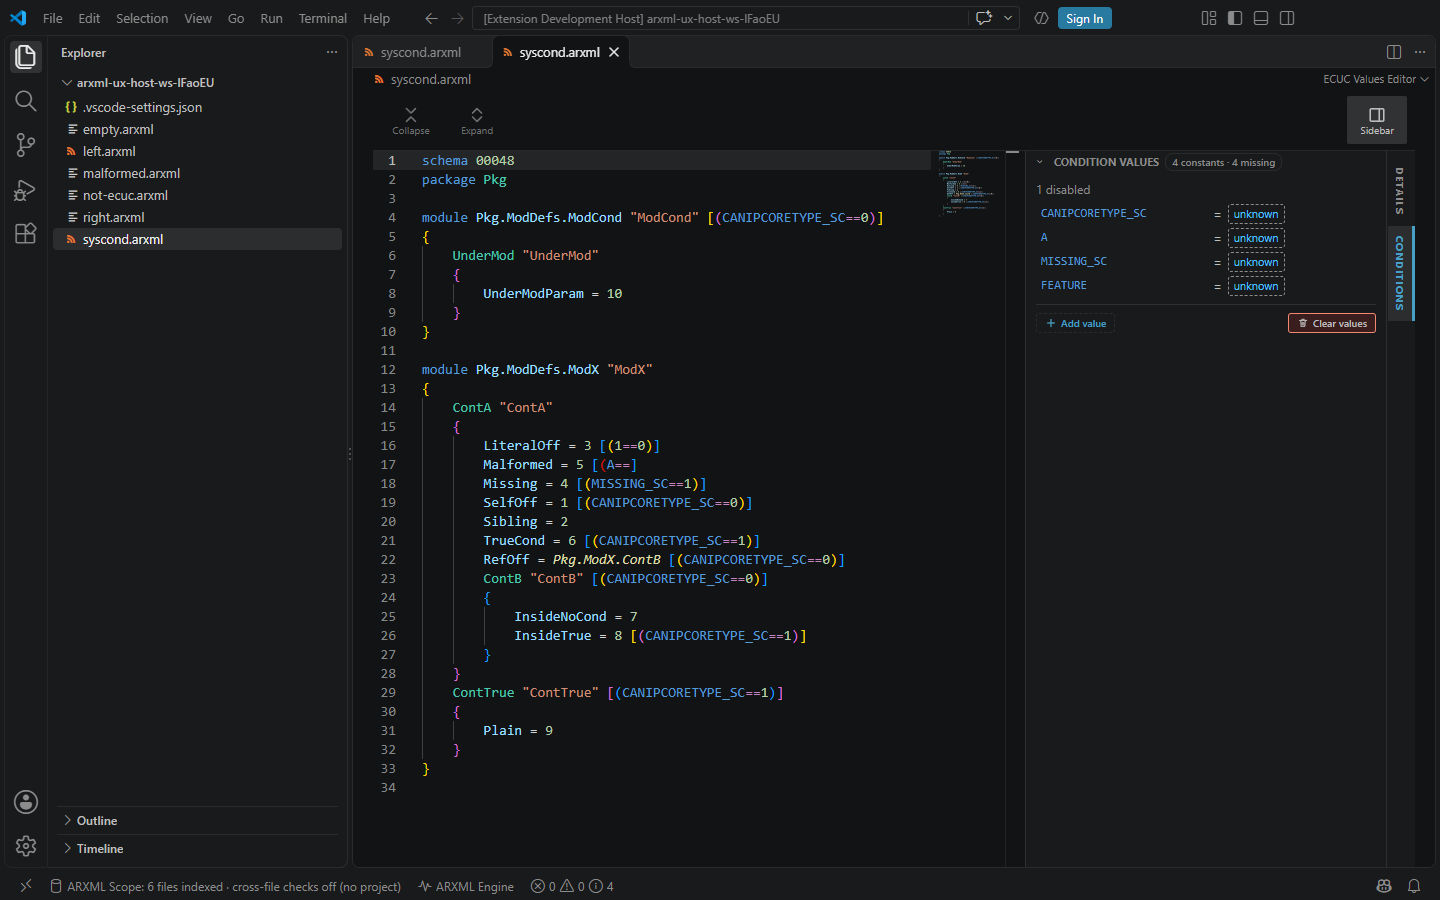 File Edit Selection View Go Run Terminal Help
[Extension Development Host] arxml-ux-host-ws-IFaoEU
Sign In
Explorer
arxml-ux-host-ws-IFaoEU
.vscode-settings.json
empty.arxml
left.arxml
malformed.arxml
not-ecuc.arxml
right.arxml
syscond.arxml
Outline
Timeline
syscond.arxml
syscond.arxml
syscond.arxml
ECUC Values Editor
Collapse
Expand
Sidebar
1 schema 00048
2 package Pkg
3
4 module Pkg.ModDefs.ModCond "ModCond" [(CANIPCORETYPE_SC==0)]
5 {
6 UnderMod "UnderMod"
7 {
8 UnderModParam = 10
9 }
10 }
11
12 module Pkg.ModDefs.ModX "ModX"
13 {
14 ContA "ContA"
15 {
16 LiteralOff = 3 [(1==0)]
17 Malformed = 5 [(A==]
18 Missing = 4 [(MISSING_SC==1)]
19 SelfOff = 1 [(CANIPCORETYPE_SC==0)]
20 Sibling = 2
21 TrueCond = 6 [(CANIPCORETYPE_SC==1)]
22 RefOff = Pkg.ModX.ContB [(CANIPCORETYPE_SC==0)]
23 ContB "ContB" [(CANIPCORETYPE_SC==0)]
24 {
25 InsideNoCond = 7
26 InsideTrue = 8 [(CANIPCORETYPE_SC==1)]
27 }
28 }
29 ContTrue "ContTrue" [(CANIPCORETYPE_SC==1)]
30 {
31 Plain = 9
32 }
33 }
34
CONDITION VALUES 4 constants · 4 missing
1 disabled
CANIPCORETYPE_SC = unknown
A = unknown
MISSING_SC = unknown
FEATURE = unknown
Add value
Clear values
DETAILS
CONDITIONS
ARXML Scope: 6 files indexed · cross-file checks off (no project)
ARXML Engine
0 0 4